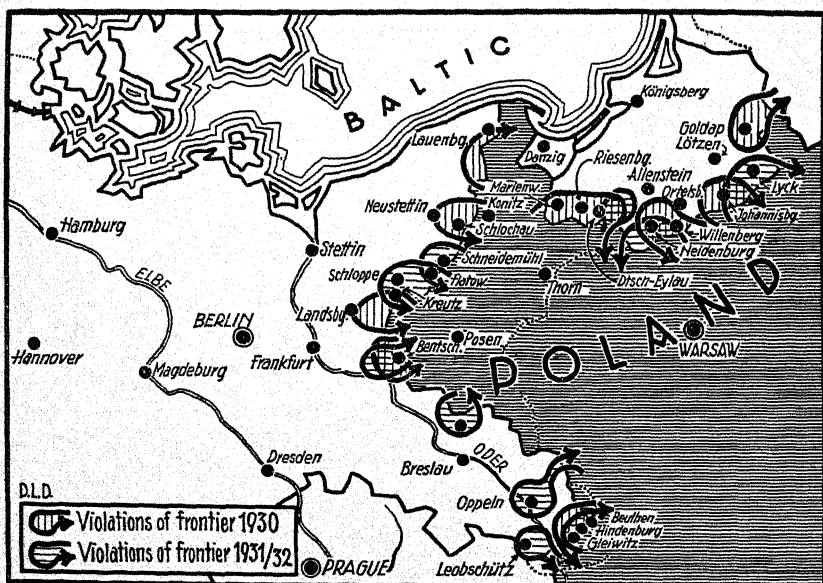 BALTIC
Königsberg
Goldap
Lötzen
Lauenbg.
Danzig
Riesenbg.
Allenstein
Ortelsb.
Lyck
Marienw.
Konitz
Johannisbg.
Neustettin
Schlochau
Willenberg
Neidenburg
Hamburg
Stettin
Schneidemühl
Schloppe
Flatow
Thorn
Dtsch-Eylau
ELBE
Kreutz
Landsbg.
BERLIN
Posen
POLAND
WARSAW
Hannover
Frankfurt
Bentsch.
Magdeburg
Dresden
Breslau
ODER
D.L.D.
Oppeln
Violations of frontier 1930
Beuthen
Hindenburg
Gleiwitz
Violations of frontier 1931/32
PRAGUE
Leobschütz